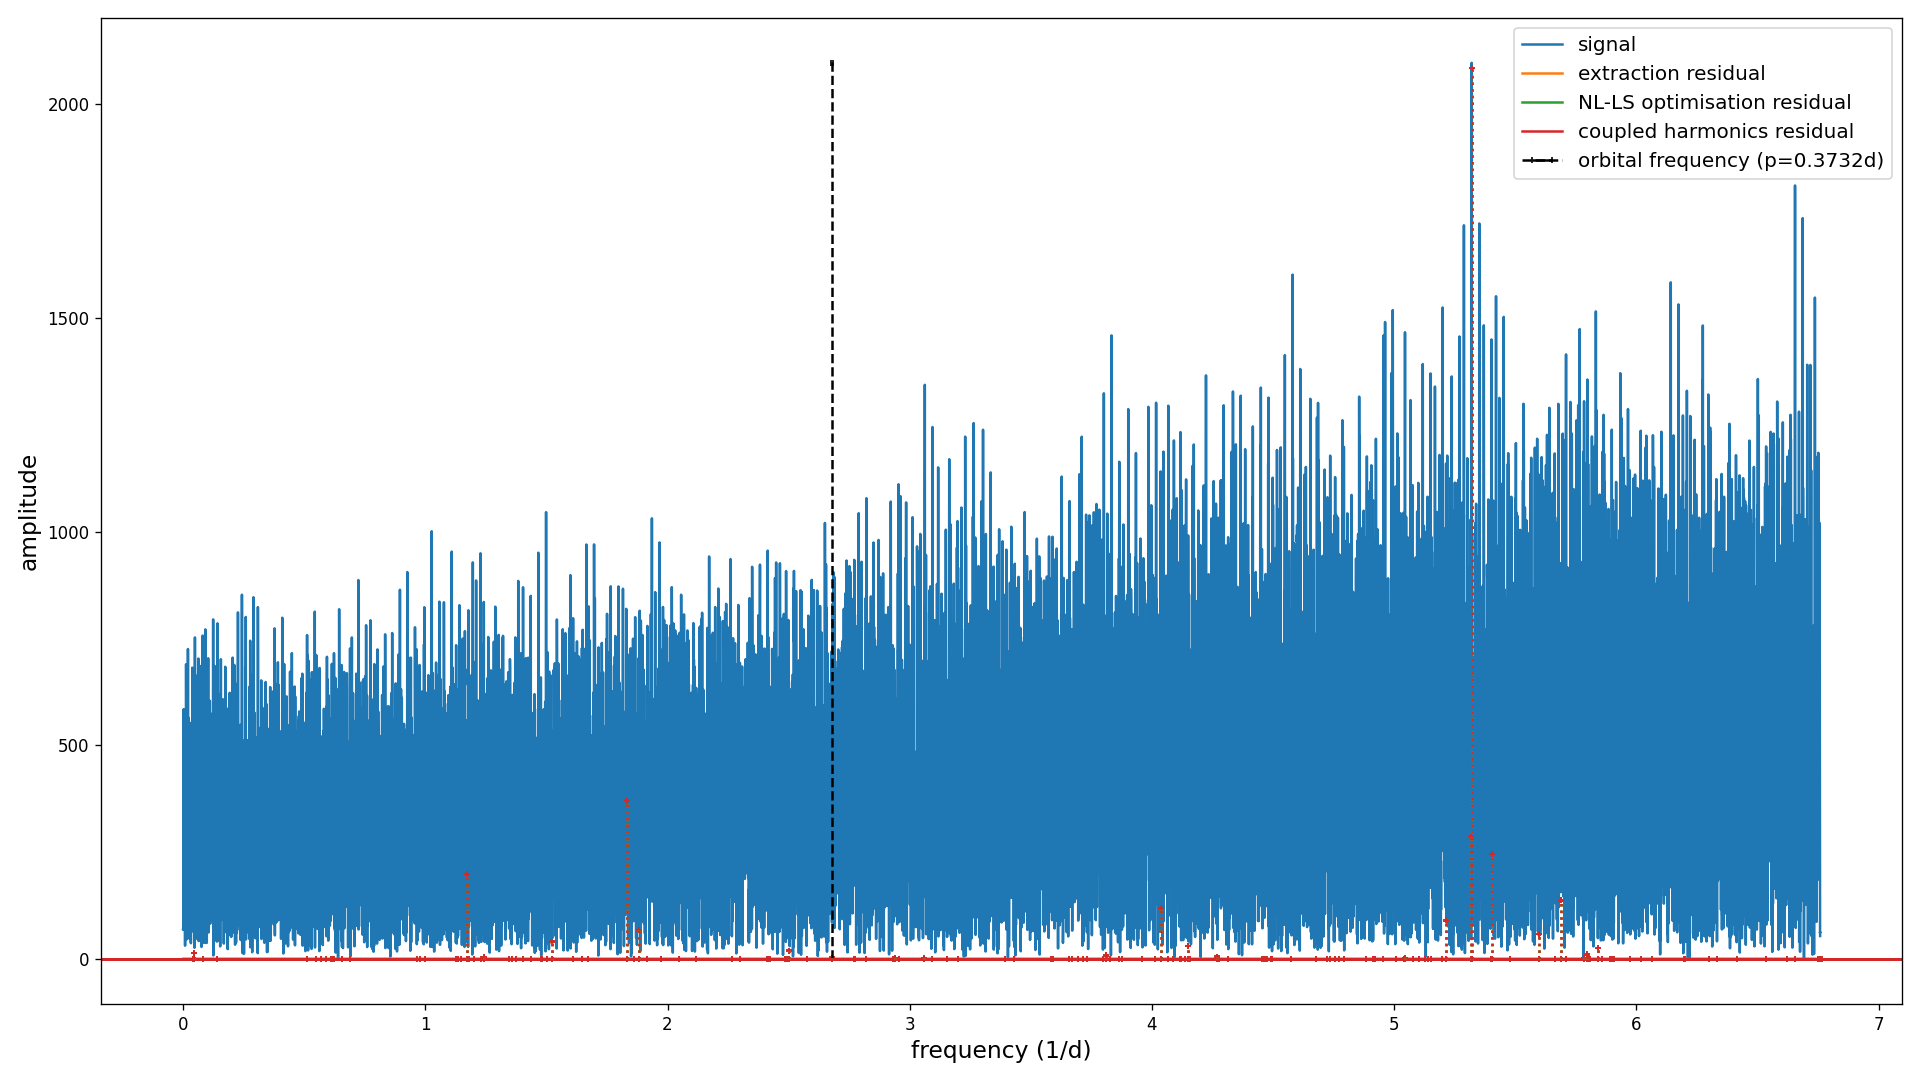 signal
extraction residual
NL-LS optimisation residual
coupled harmonics residual
orbital frequency (p=0.3732d)
amplitude
2000
1500
1000
500
0
0 1 2 3 4 5 6 7
frequency (1/d)